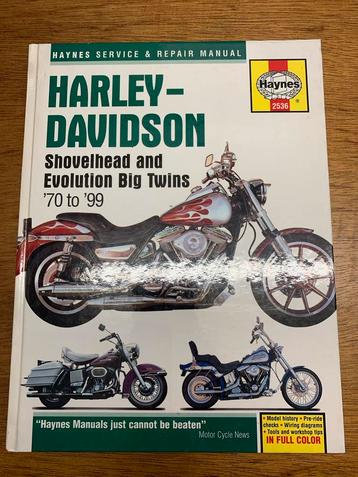 HAYNES SERVICE & REPAIR MANUAL
Haynes
2536
HARLEY-
DAVIDSON
Shovelhead and
Evolution Big Twins
'70 to '99
"Haynes Manuals just cannot be beaten"
Motor Cycle News
• Model history • Pre-ride
checks • Wiring diagrams
• Tools and workshop tips
IN FULL COLOR